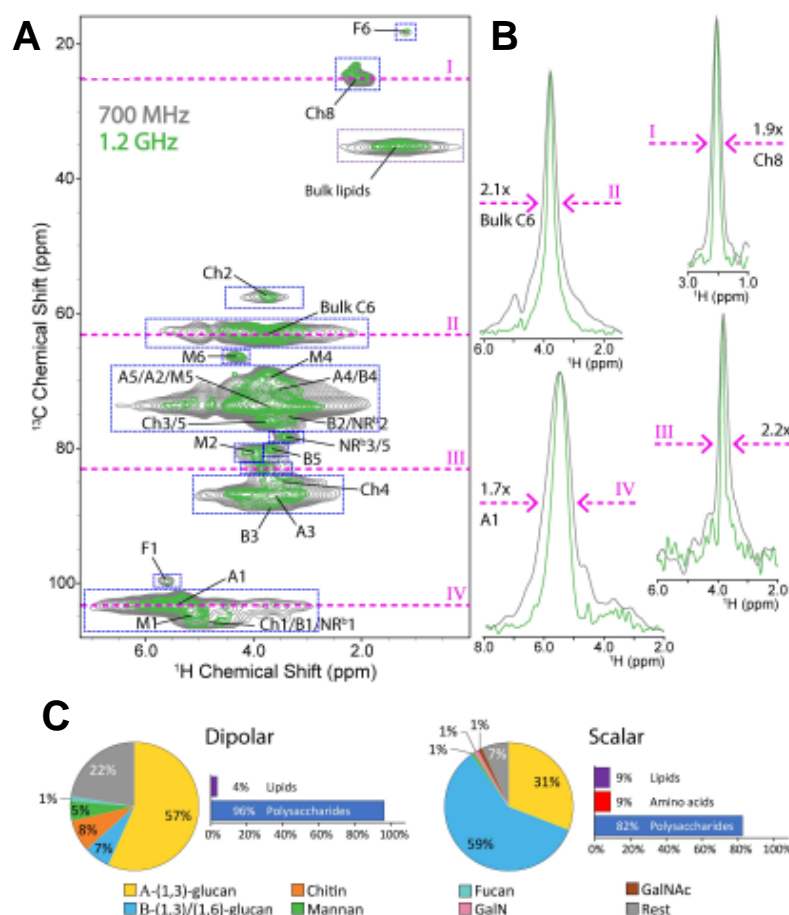 A
B
20
40
60
80
100
¹³C Chemical Shift (ppm)
700 MHz
1.2 GHz
F6
I
Ch8
Bulk lipids
Ch2
Bulk C6
II
M6
M4
A5/A2/M5
A4/B4
Ch3/5
B2/NRᵇ2
M2
NRᵇ3/5
B5
III
Ch4
B3
A3
F1
A1
IV
M1
Ch1/B1/NRᵇ1
6.0 4.0 2.0
¹H Chemical Shift (ppm)
2.1x
Bulk C6
II
6.0 4.0 2.0
¹H (ppm)
I
1.9x
Ch8
3.0 1.0
¹H (ppm)
1.7x
A1
IV
8.0 6.0 4.0 2.0
¹H (ppm)
III
2.2x
6.0 4.0 2.0
¹H (ppm)
C
Dipolar
22%
1%
5%
8%
7%
57%
4% Lipids
96% Polysaccharides
0% 20% 40% 60% 80% 100%
Scalar
1%
1%
1%
7%
31%
59%
9% Lipids
9% Amino acids
82% Polysaccharides
0% 20% 40% 60% 80% 100%
A-(1,3)-glucan
Chitin
Fucan
GalNAc
B-(1,3)/(1,6)-glucan
Mannan
GalN
Rest